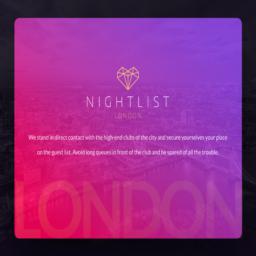 NIGHTLIST
LONDON
We stand in direct contact with the high-end clubs of the city and secure yourselves your place
on the guest list. Avoid long queues in front of the club and be spared of all the trouble.
LONDON